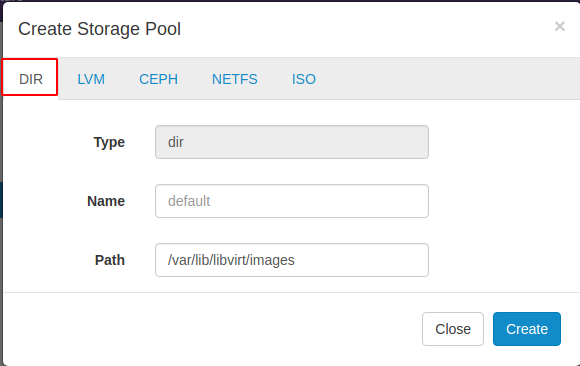 Create Storage Pool ×
DIR LVM CEPH NETFS ISO
Type dir
Name default
Path /var/lib/libvirt/images
Close Create